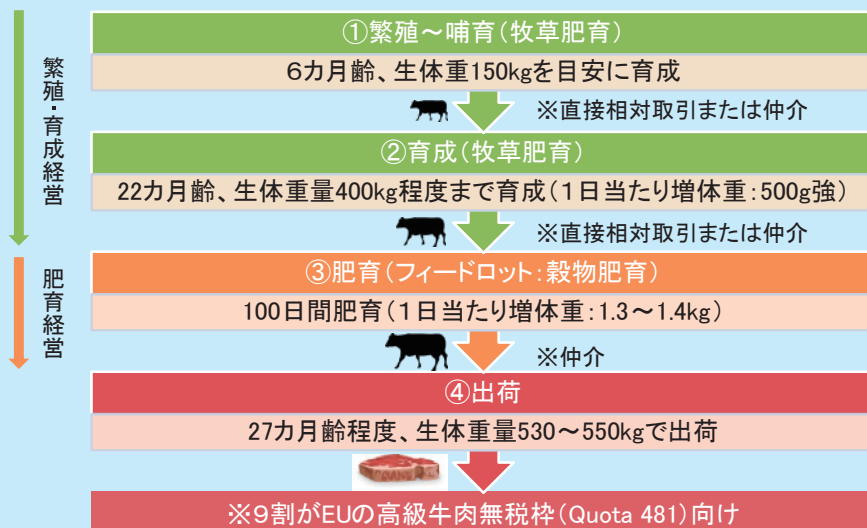 繁殖・育成経営
①繁殖～哺育（牧草肥育）
６カ月齢、生体重150kgを目安に育成
※直接相対取引または仲介
②育成（牧草肥育）
22カ月齢、生体重量400kg程度まで育成（１日当たり増体重：500g強）
※直接相対取引または仲介
肥育経営
③肥育（フィードロット：穀物肥育）
100日間肥育（１日当たり増体重：1.3～1.4kg）
※仲介
④出荷
27カ月齢程度、生体重量530～550kgで出荷
※９割がEUの高級牛肉無税枠（Quota 481）向け